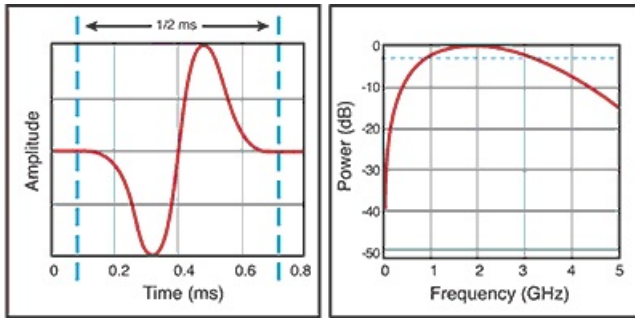 1/2 ms
Amplitude
0 0.2 0.4 0.6 0.8
Time (ms)
Power (dB)
0
-10
-20
-30
-40
-50
0 1 2 3 4 5
Frequency (GHz)